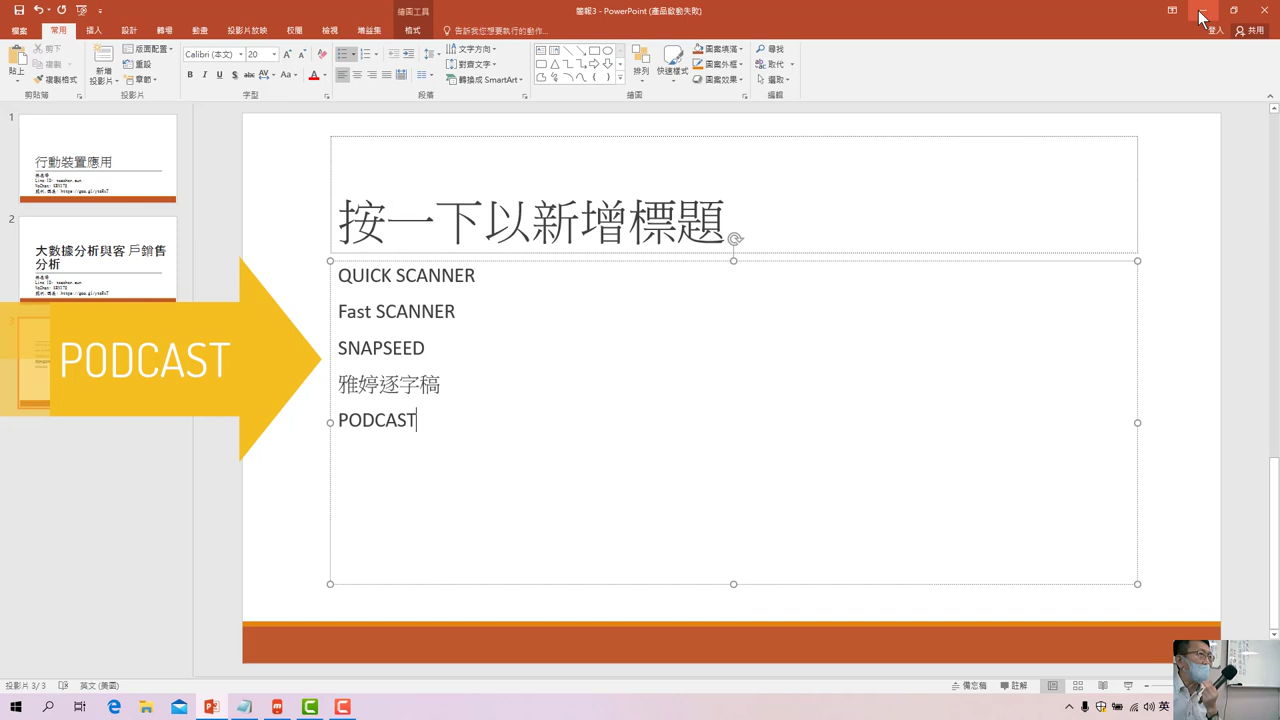 簡報3 - PowerPoint (產品啟動失敗)
繪圖工具
檔案 常用 插入 設計 轉場 動畫 投影片放映 校閱 檢視 增益集 格式 告訴我您想要執行的動作... 登入 共用
貼上 剪下 複製 複製格式
新增投影片 版面配置 重設 章節
Calibri (本文) 20
文字方向 對齊文字 轉換成 SmartArt
排列 快速樣式 圖案填滿 圖案外框 圖案效果
尋找 取代 選取
剪貼簿 投影片 字型 段落 繪圖 編輯
1
行動裝置應用
2
大數據分析與客 戶銷售
分析
3
PODCAST
按一下以新增標題
QUICK SCANNER
Fast SCANNER
SNAPSEED
雅婷逐字稿
PODCAST
投影片 3/3 英文 (美國) 備忘稿 註解
英